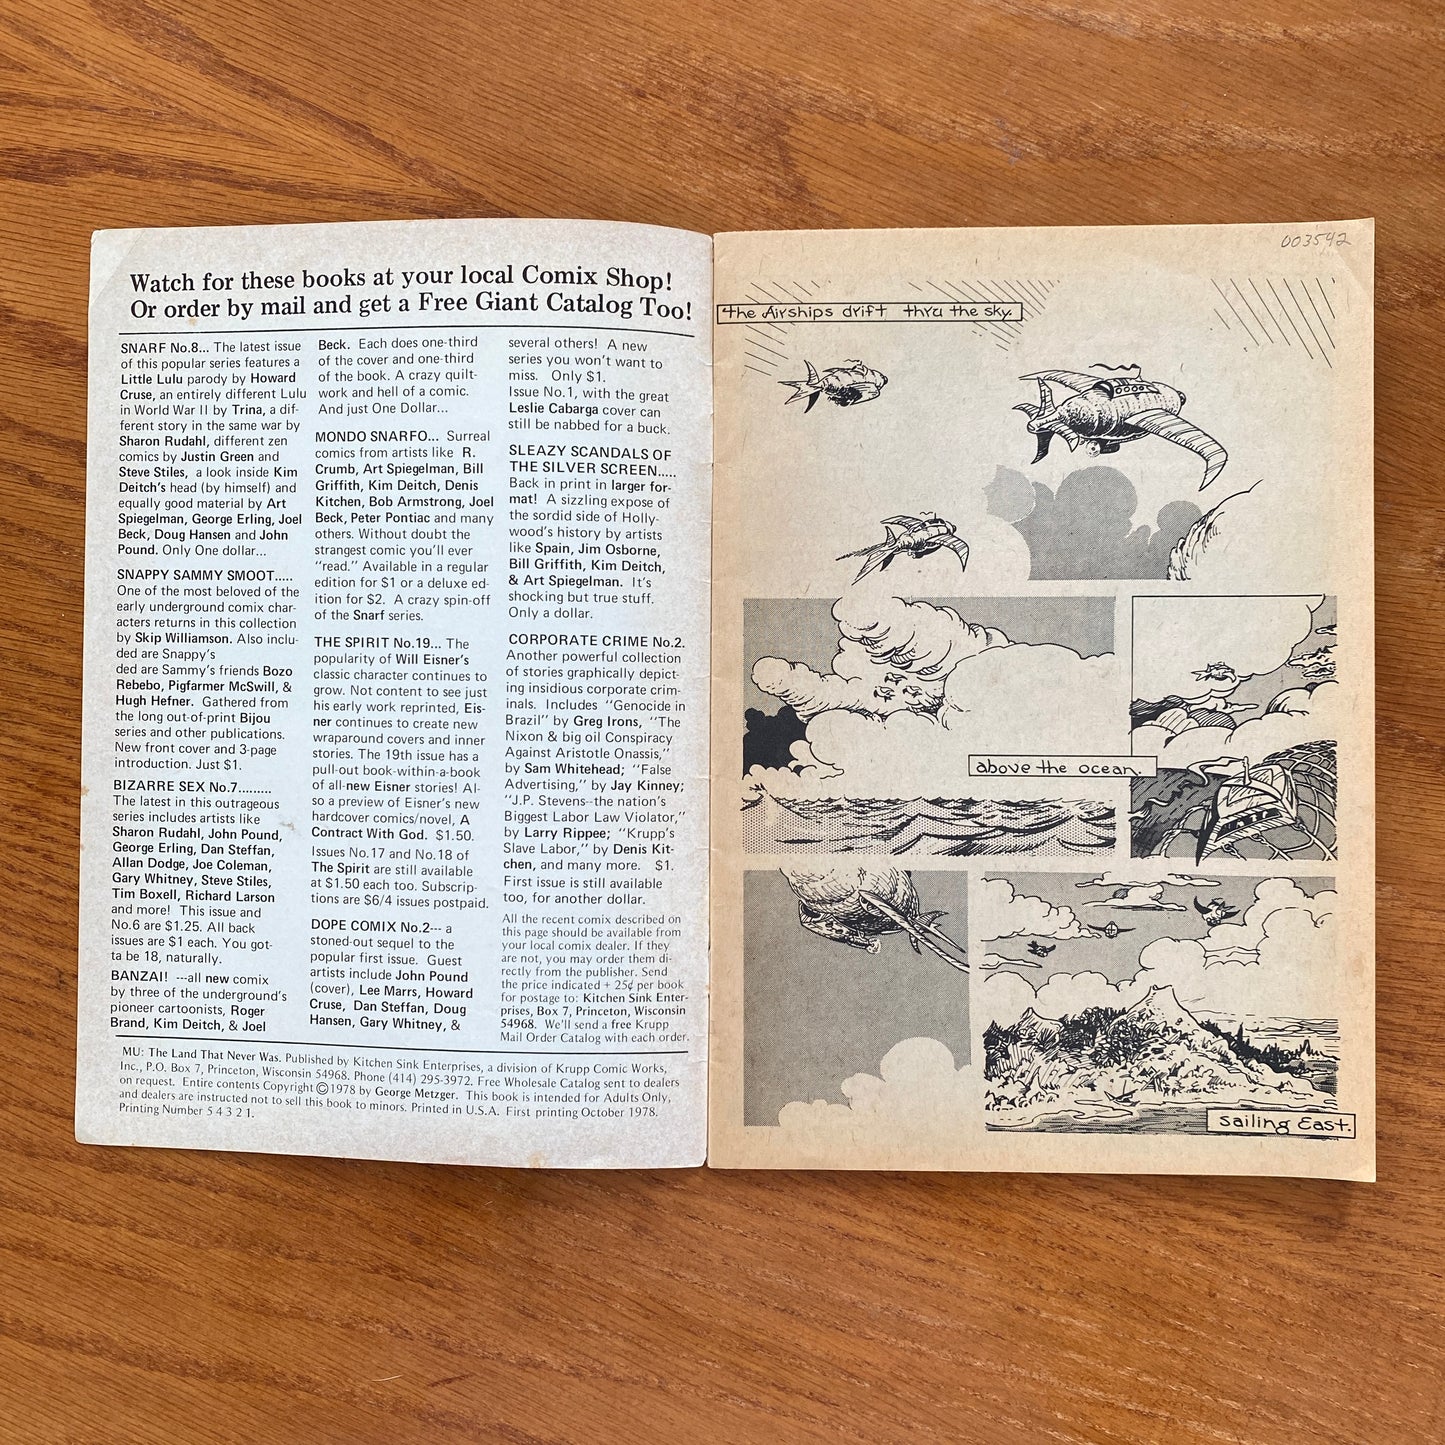 Watch for these books at your local Comix Shop!
Or order by mail and get a Free Giant Catalog Too!
SNARF No.8... The latest issue
of this popular series features a
Little Lulu parody by Howard
Cruse, an entirely different Lulu
in World War II by Trina, a dif-
ferent story in the same war by
Sharon Rudahl, different zen
comics by Justin Green and
Steve Stiles, a look inside Kim
Deitch's head (by himself) and
equally good material by Art
Spiegelman, George Erling, Joel
Beck, Doug Hansen and John
Pound. Only One dollar...
SNAPPY SAMMY SMOOT.....
One of the most beloved of the
early underground comix char-
acters returns in this collection
by Skip Williamson. Also inclu-
ded are Snappy's
ded are Sammy's friends Bozo
Rebebo, Pigfarmer McSwill, &
Hugh Hefner. Gathered from
the long out-of-print Bijou
series and other publications.
New front cover and 3-page
introduction. Just $1.
BIZARRE SEX No.7.........
The latest in this outrageous
series includes artists like
Sharon Rudahl, John Pound,
George Erling, Dan Steffan,
Allan Dodge, Joe Coleman,
Gary Whitney, Steve Stiles,
Tim Boxell, Richard Larson
and more! This issue and
No.6 are $1.25. All back
issues are $1 each. You got-
ta be 18, naturally.
BANZAI! ---all new comix
by three of the underground's
pioneer cartoonists, Roger
Brand, Kim Deitch, & Joel
Beck. Each does one-third
of the cover and one-third
of the book. A crazy quilt-
work and hell of a comic.
And just One Dollar...
MONDO SNARFO... Surreal
comics from artists like R.
Crumb, Art Spiegelman, Bill
Griffith, Kim Deitch, Denis
Kitchen, Bob Armstrong, Joel
Beck, Peter Pontiac and many
others. Without doubt the
strangest comic you'll ever
"read." Available in a regular
edition for $1 or a deluxe ed-
ition for $2. A crazy spin-off
of the Snarf series.
THE SPIRIT No.19... The
popularity of Will Eisner's
classic character continues to
grow. Not content to see just
his early work reprinted, Eis-
ner continues to create new
wraparound covers and inner
stories. The 19th issue has a
pull-out book-within-a-book
of all-new Eisner stories! Al-
so a preview of Eisner's new
hardcover comics/novel, A
Contract With God. $1.50.
Issues No.17 and No.18 of
The Spirit are still available
at $1.50 each too. Subscrip-
tions are $6/4 issues postpaid.
DOPE COMIX No.2--- a
stoned-out sequel to the
popular first issue. Guest
artists include John Pound
(cover), Lee Marrs, Howard
Cruse, Dan Steffan, Doug
Hansen, Gary Whitney, &
several others! A new
series you won't want to
miss. Only $1.
Issue No.1, with the great
Leslie Cabarga cover can
still be nabbed for a buck.
SLEAZY SCANDALS OF
THE SILVER SCREEN.....
Back in print in larger for-
mat! A sizzling expose of
the sordid side of Holly-
wood's history by artists
like Spain, Jim Osborne,
Bill Griffith, Kim Deitch,
& Art Spiegelman. It's
shocking but true stuff.
Only a dollar.
CORPORATE CRIME No.2.
Another powerful collection
of stories graphically depict-
ing insidious corporate crim-
inals. Includes "Genocide in
Brazil" by Greg Irons, "The
Nixon & big oil Conspiracy
Against Aristotle Onassis,"
by Sam Whitehead; "False
Advertising," by Jay Kinney;
"J.P. Stevens--the nation's
Biggest Labor Law Violator,"
by Larry Rippee; "Krupp's
Slave Labor," by Denis Kit-
chen, and many more. $1.
First issue is still available
too, for another dollar.
All the recent comix described on
this page should be available from
your local comix dealer. If they
are not, you may order them di-
rectly from the publisher. Send
the price indicated + 25¢ per book
for postage to: Kitchen Sink Enter-
prises, Box 7, Princeton, Wisconsin
54968. We'll send a free Krupp
Mail Order Catalog with each order.
MU: The Land That Never Was. Published by Kitchen Sink Enterprises, a division of Krupp Comic Works,
Inc., P.O. Box 7, Princeton, Wisconsin 54968. Phone (414) 295-3972. Free Wholesale Catalog sent to dealers
on request. Entire contents Copyright ©1978 by George Metzger. This book is intended for Adults Only,
and dealers are instructed not to sell this book to minors. Printed in U.S.A. First printing October 1978.
Printing Number 5 4 3 2 1.
003542
the Airships drift thru the sky.
above the ocean.
sailing East.